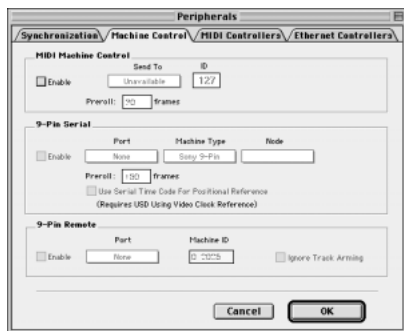 Peripherals
Synchronization Machine Control MIDI Controllers Ethernet Controllers
MIDI Machine Control
Send To ID
Enable Unavailable 127
Preroll: 90 frames
9-Pin Serial
Port Machine Type Node
Enable None Sony 9-Pin
Preroll: frames
Use Serial Time Code For Positional Reference
(Requires USD Using Video Clock Reference)
9-Pin Remote
Port Machine ID
Enable None Ignore Track Arming
Cancel OK